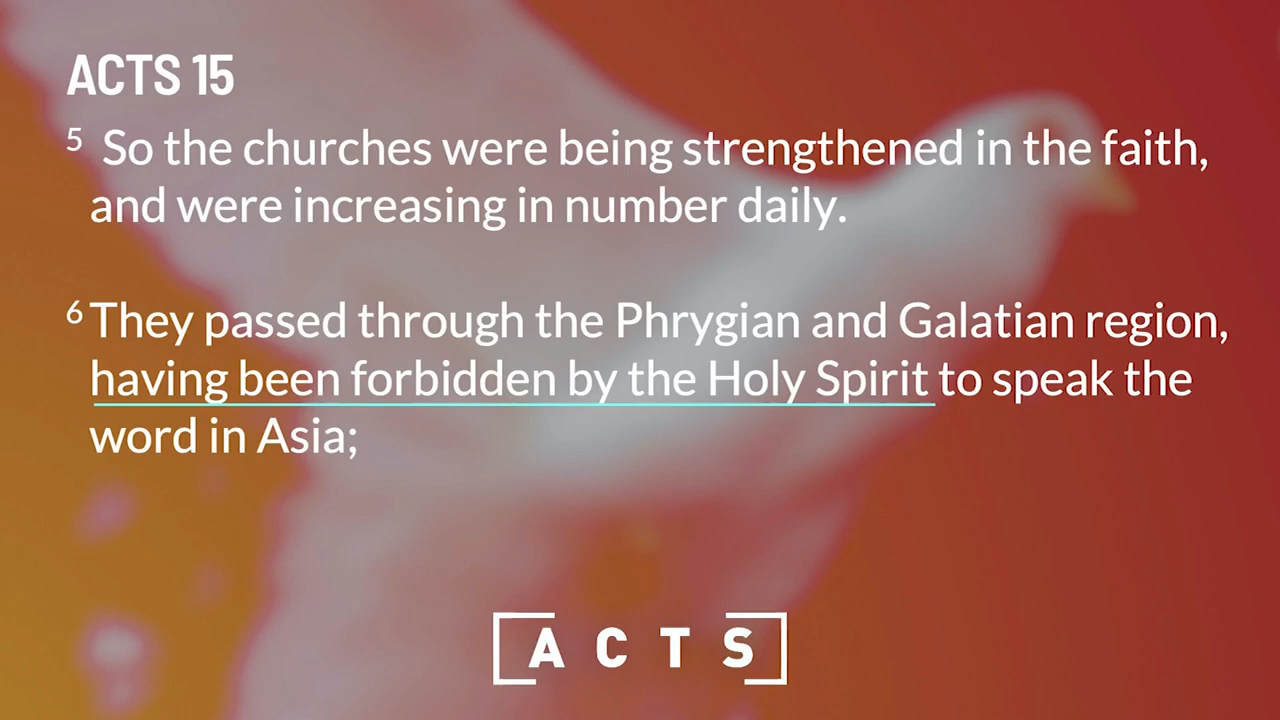 ACTS 15
5 So the churches were being strengthened in the faith,
and were increasing in number daily.
6 They passed through the Phrygian and Galatian region,
having been forbidden by the Holy Spirit to speak the
word in Asia;
[ACTS]